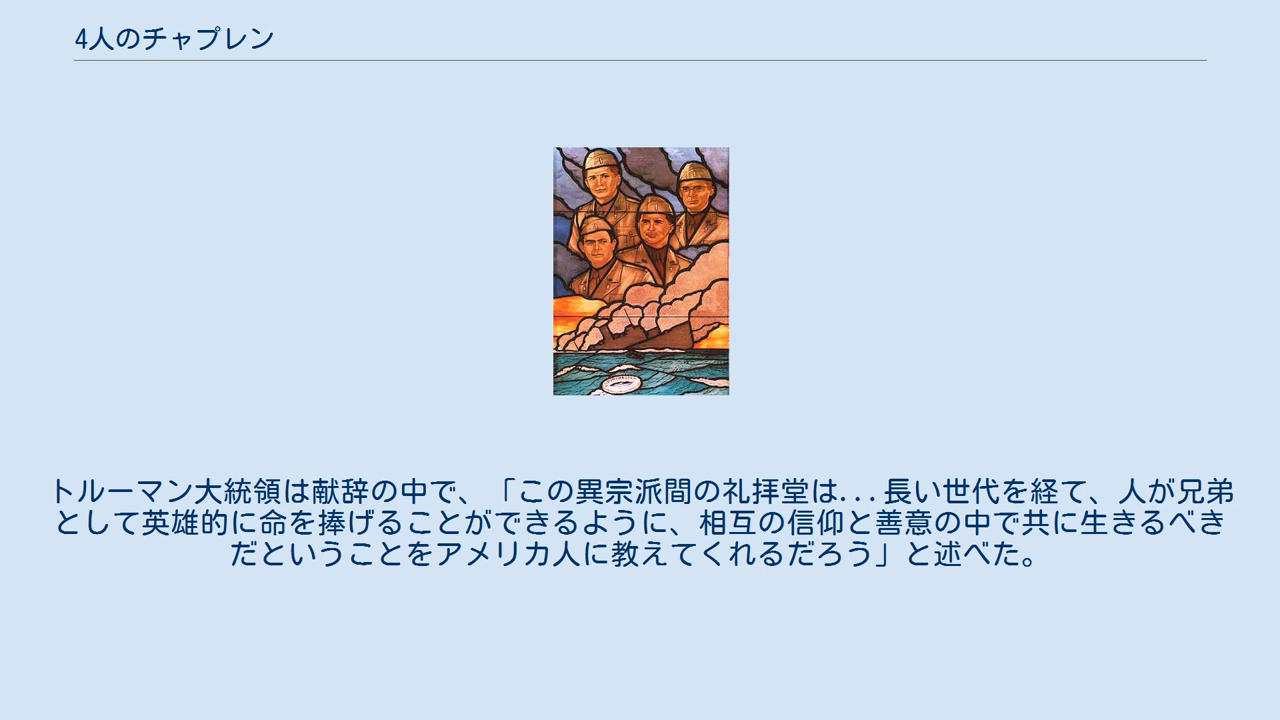 4人のチャプレン
トルーマン大統領は献辞の中で、「この異宗派間の礼拝堂は...長い世代を経て、人が兄弟
として英雄的に命を捧げることができるように、相互の信仰と善意の中で共に生きるべき
だということをアメリカ人に教えてくれるだろう」と述べた。